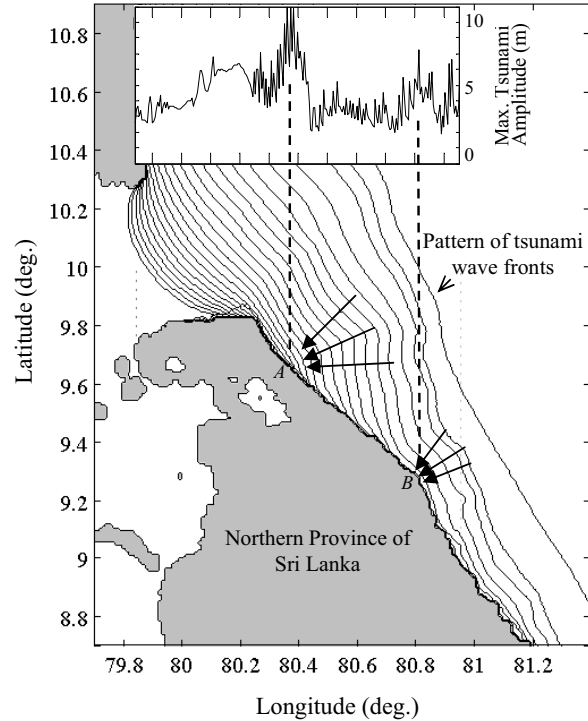 10.8
10.6
10.4
10.2
10
9.8
9.6
9.4
9.2
9
8.8
Latitude (deg.)
10
5
0
Max. Tsunami
Amplitude (m)
Pattern of tsunami
wave fronts
A
B
0
0
Northern Province of
Sri Lanka
79.8 80 80.2 80.4 80.6 80.8 81 81.2
Longitude (deg.)